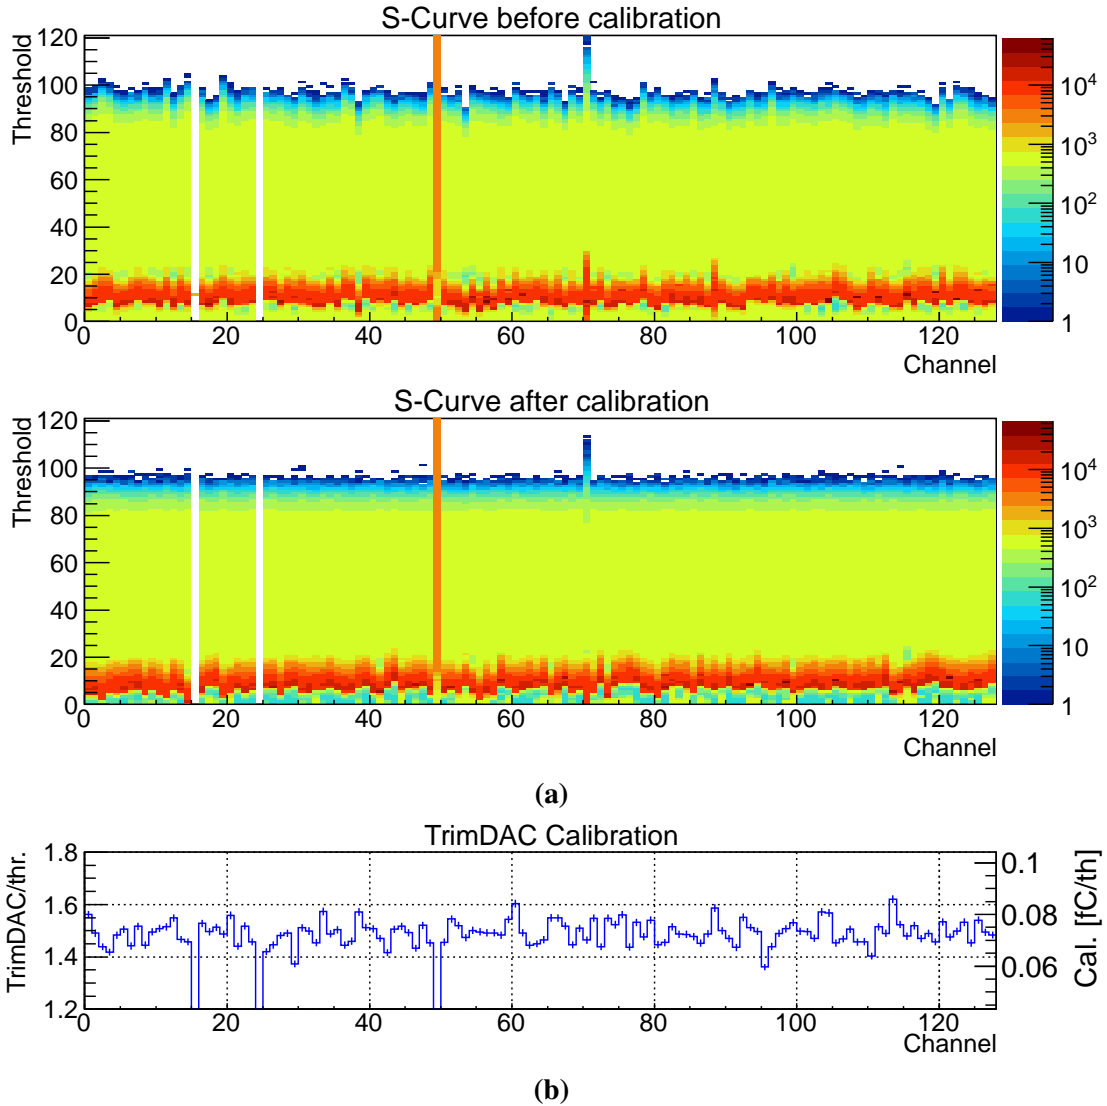 S-Curve before calibration
Threshold
120
100
80
60
40
20
0
0 20 40 60 80 100 120
Channel
10^4
10^3
10^2
10
1
S-Curve after calibration
Threshold
120
100
80
60
40
20
0
0 20 40 60 80 100 120
Channel
10^4
10^3
10^2
10
1
(a)
TrimDAC Calibration
TrimDAC/thr.
1.8
1.6
1.4
1.2
0 20 40 60 80 100 120
Channel
0.1
0.08
0.06
Cal. [fC/th]
(b)